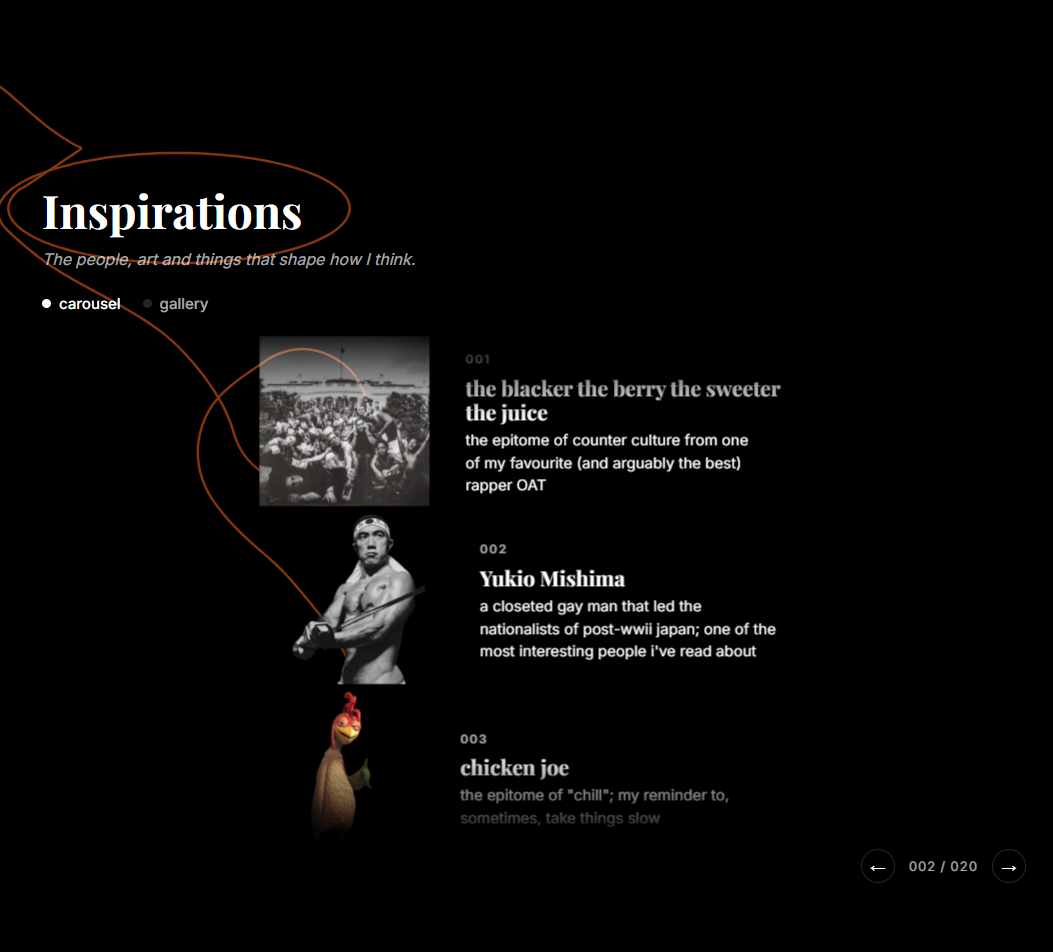 Inspirations
The people, art and things that shape how I think.
carousel
gallery
001
the blacker the berry the sweeter
the juice
the epitome of counter culture from one
of my favourite (and arguably the best)
rapper OAT
002
Yukio Mishima
a closeted gay man that led the
nationalists of post-wwii japan; one of the
most interesting people i've read about
003
chicken joe
the epitome of "chill"; my reminder to,
sometimes, take things slow
← 002 / 020 →